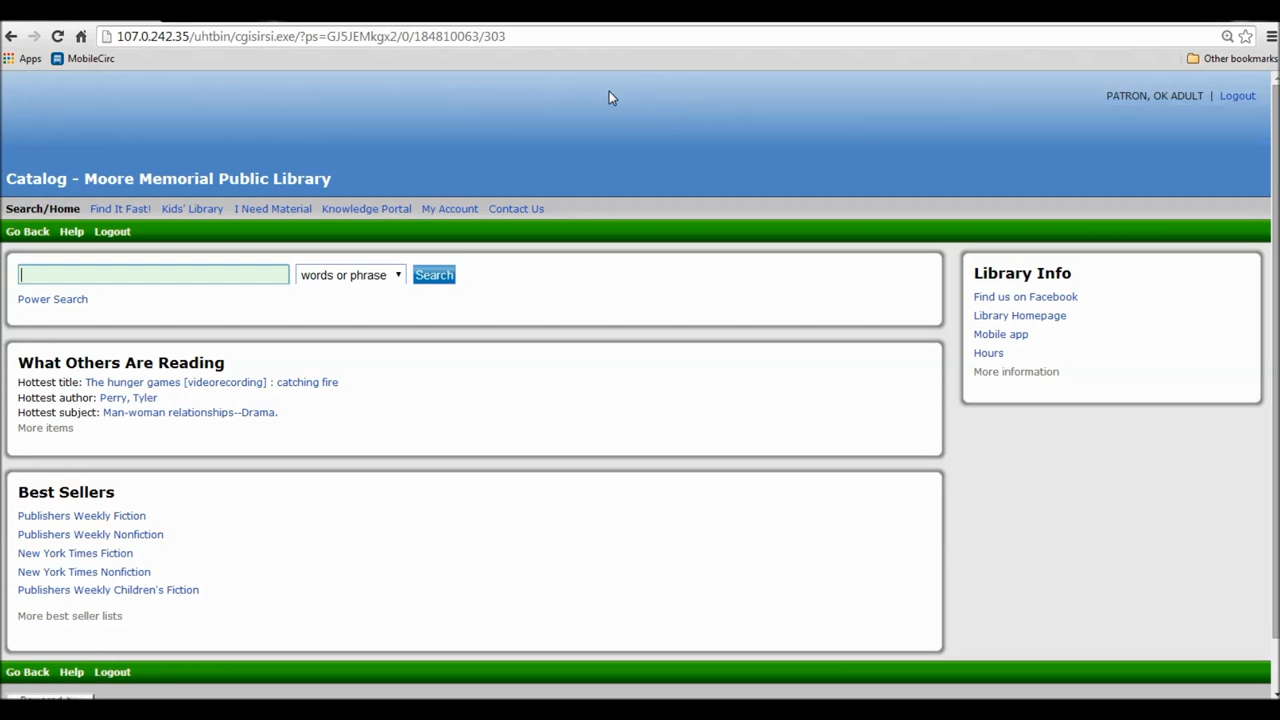 107.0.242.35/uhtbin/cgisirsi.exe/?ps=GJ5JEMkgx2/0/184810063/303
Apps MobileCirc Other bookmarks
PATRON, OK ADULT | Logout
Catalog - Moore Memorial Public Library
Search/Home Find It Fast! Kids' Library I Need Material Knowledge Portal My Account Contact Us
Go Back Help Logout
words or phrase Search
Power Search
Library Info
Find us on Facebook
Library Homepage
Mobile app
Hours
More information
What Others Are Reading
Hottest title: The hunger games [videorecording] : catching fire
Hottest author: Perry, Tyler
Hottest subject: Man-woman relationships--Drama.
More items
Best Sellers
Publishers Weekly Fiction
Publishers Weekly Nonfiction
New York Times Fiction
New York Times Nonfiction
Publishers Weekly Children's Fiction
More best seller lists
Go Back Help Logout